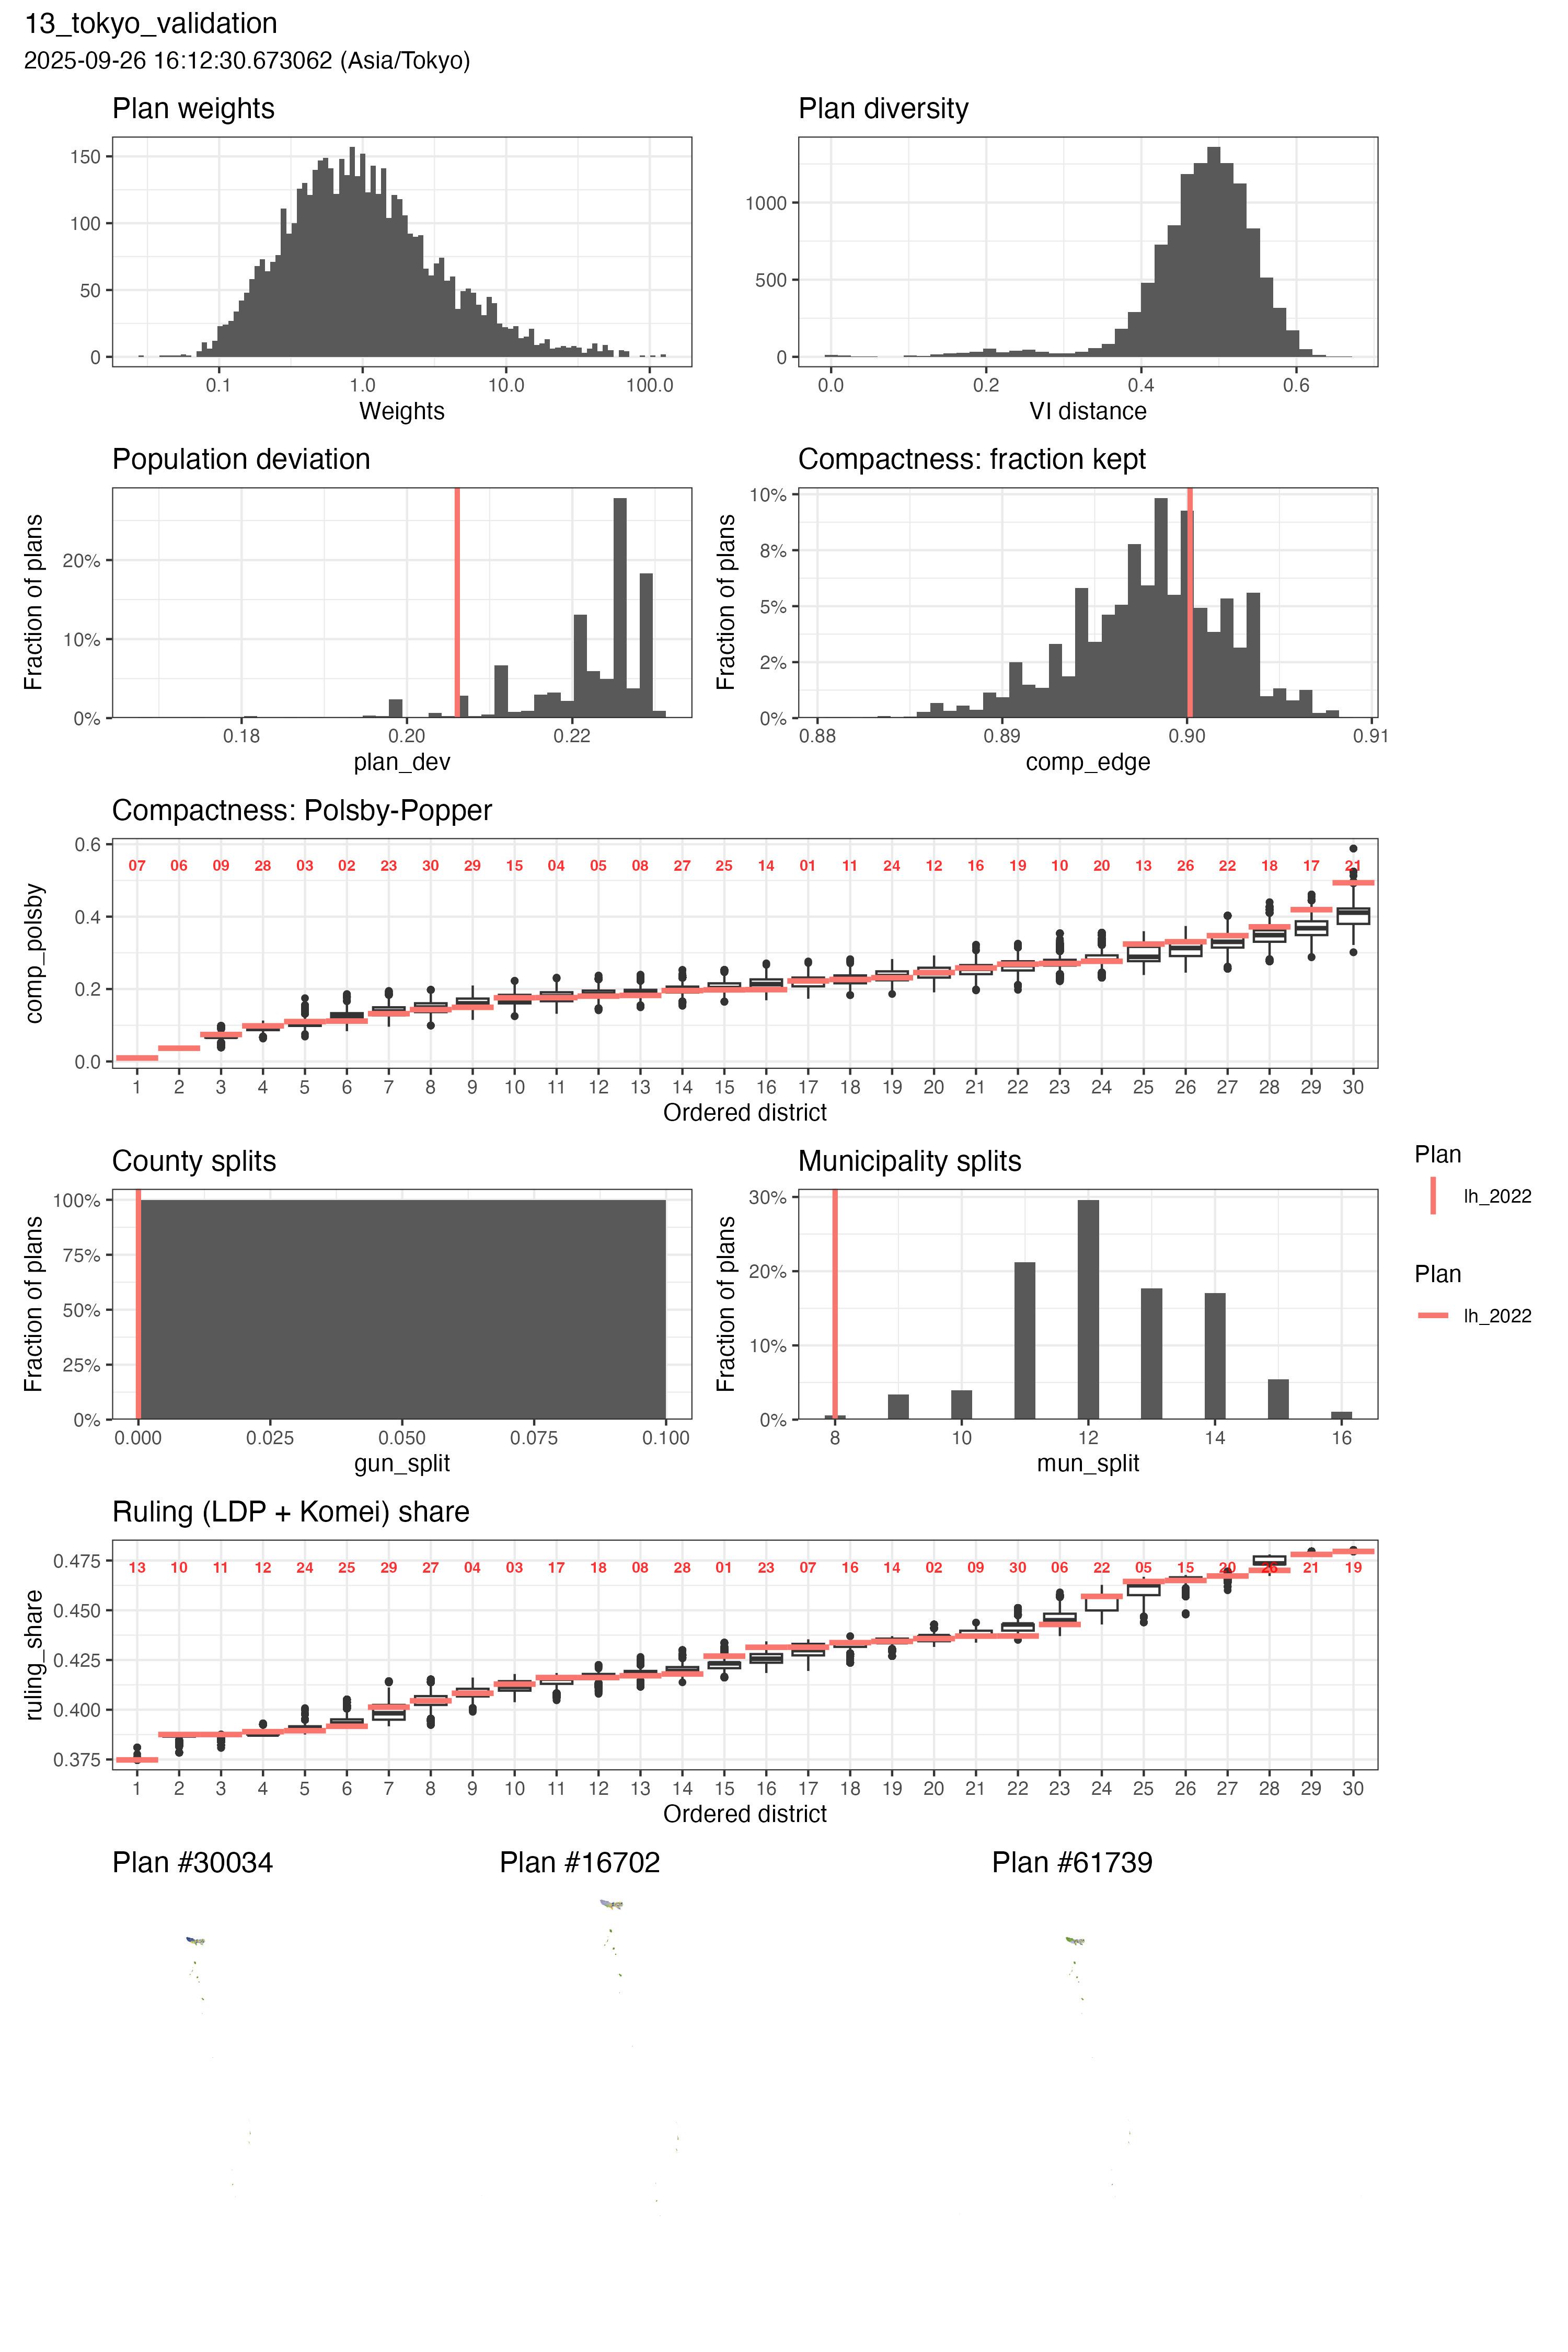 13_tokyo_validation
2025-09-26 16:12:30.673062 (Asia/Tokyo)
Plan weights
150
100
50
0
0.1 1.0 10.0 100.0
Weights
Plan diversity
1000
500
0
0.0 0.2 0.4 0.6
VI distance
Population deviation
Fraction of plans
20%
10%
0%
0.18 0.20 0.22
plan_dev
Compactness: fraction kept
Fraction of plans
10%
8%
5%
2%
0%
0.88 0.89 0.90 0.91
comp_edge
Compactness: Polsby-Popper
comp_polsby
0.6
0.4
0.2
0.0
07 06 09 28 03 02 23 30 29 15 04 05 08 27 25 14 01 11 24 12 16 19 10 20 13 26 22 18 17 21
1 2 3 4 5 6 7 8 9 10 11 12 13 14 15 16 17 18 19 20 21 22 23 24 25 26 27 28 29 30
Ordered district
County splits
Fraction of plans
100%
75%
50%
25%
0%
0.000 0.025 0.050 0.075 0.100
gun_split
Municipality splits
Fraction of plans
30%
20%
10%
0%
8 10 12 14 16
mun_split
Plan
lh_2022
Plan
lh_2022
Ruling (LDP + Komei) share
ruling_share
0.475
0.450
0.425
0.400
0.375
13 10 11 12 24 25 29 27 04 03 17 18 08 28 01 23 07 16 14 02 09 30 06 22 05 15 20 26 21 19
1 2 3 4 5 6 7 8 9 10 11 12 13 14 15 16 17 18 19 20 21 22 23 24 25 26 27 28 29 30
Ordered district
Plan #30034
Plan #16702
Plan #61739